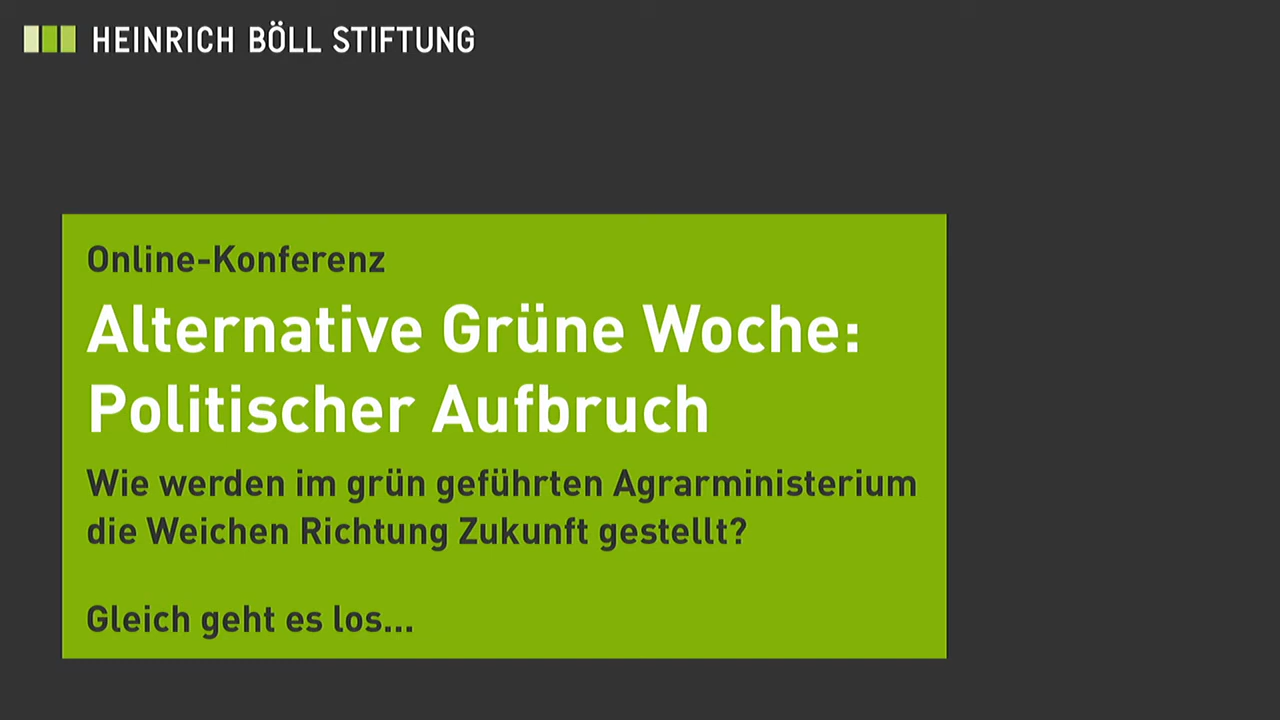 HEINRICH BÖLL STIFTUNG
Online-Konferenz
Alternative Grüne Woche:
Politischer Aufbruch
Wie werden im grün geführten Agrarministerium
die Weichen Richtung Zukunft gestellt?
Gleich geht es los...